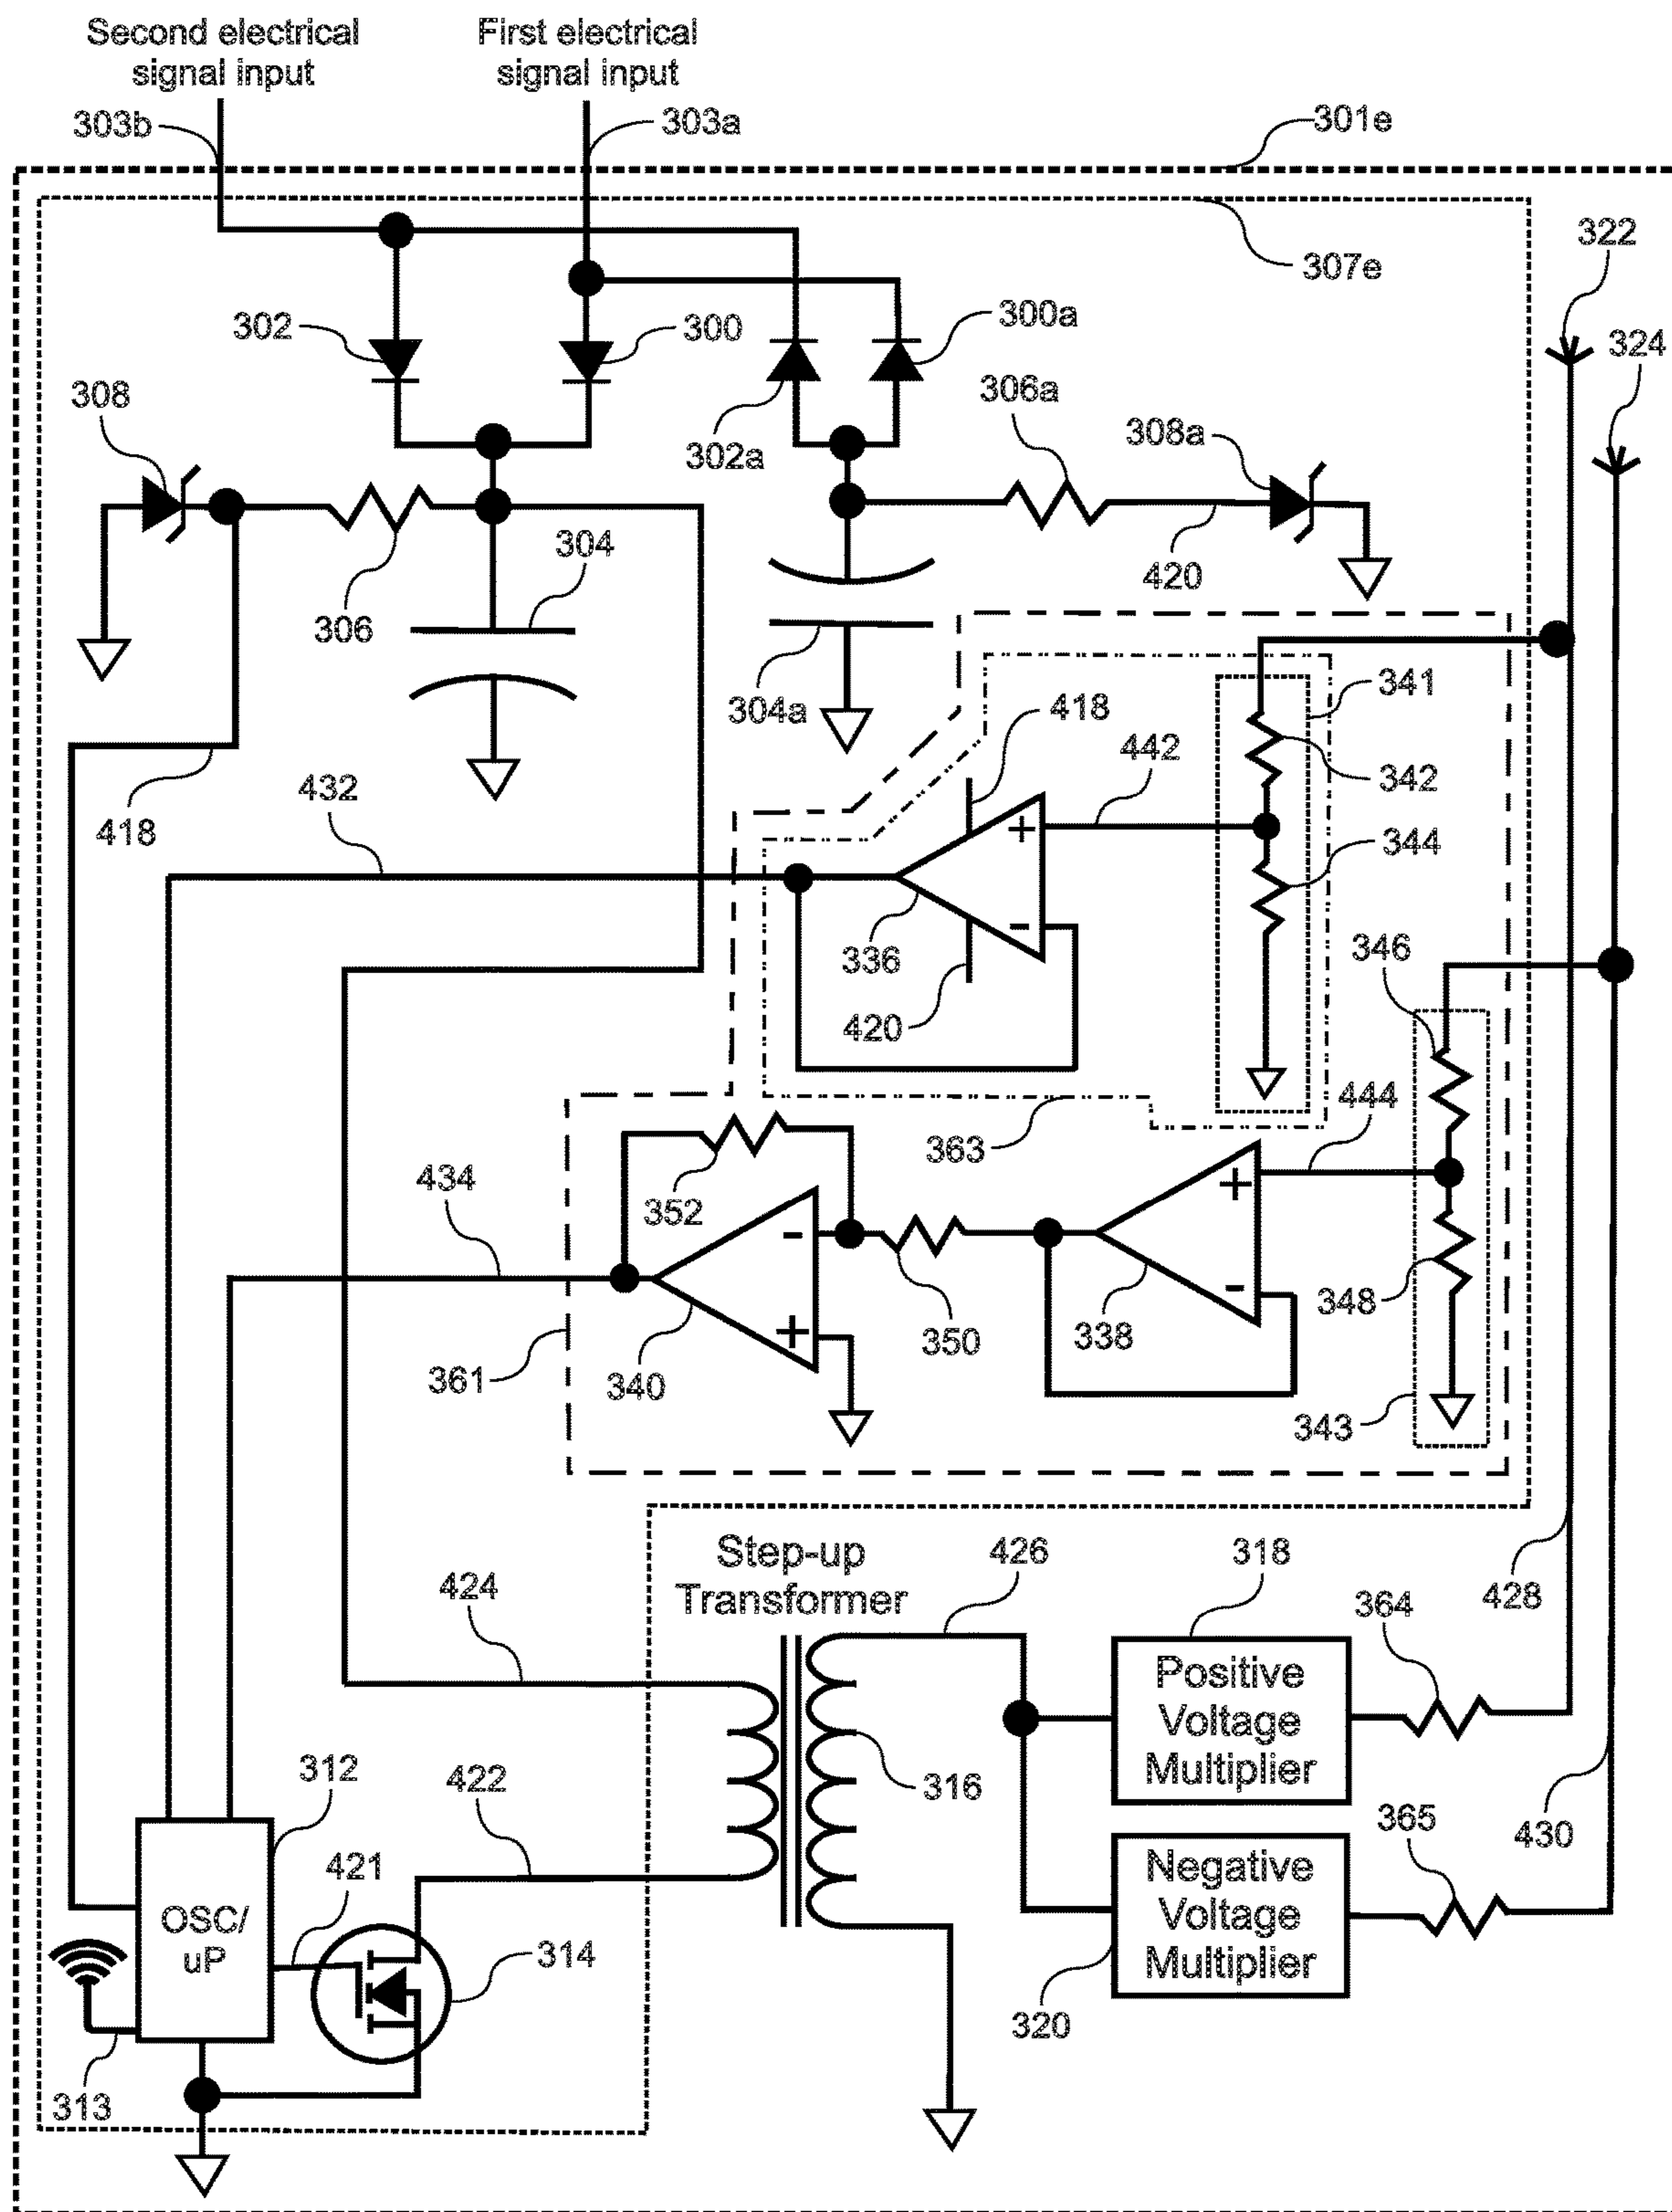 Second electrical
signal input
First electrical
signal input
303b
303a
301e
307e
322
324
302
300
300a
308
306a
302a
308a
304
420
306
304a
341
418
442
342
432
418
344
336
346
420
444
363
434
352
348
338
350
361
340
343
Step-up
Transformer
426
318
428
424
364
Positive
Voltage
Multiplier
312
422
316
365
430
421
Negative
Voltage
Multiplier
OSC/
uP
314
320
313
+
-
-
+
+
-